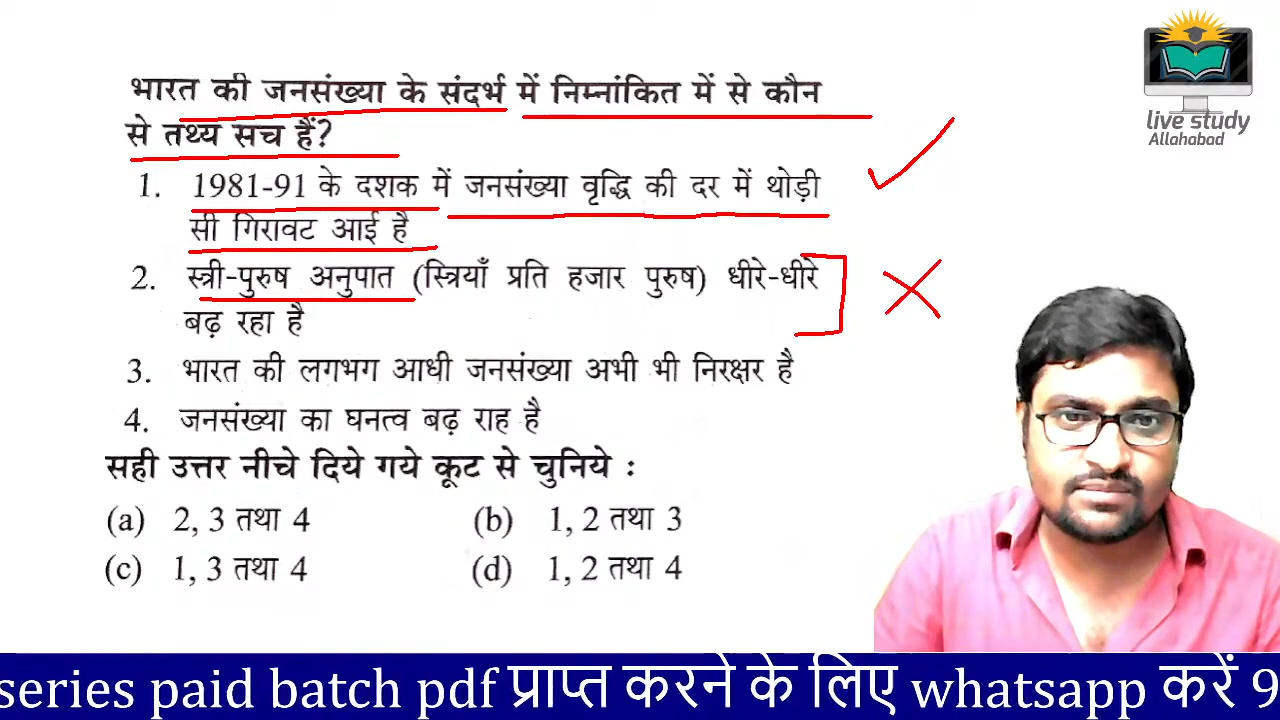 live study
Allahabad
भारत की जनसंख्या के संदर्भ में निम्नांकित में से कौन
से तथ्य सच हैं?
1. 1981-91 के दशक में जनसंख्या वृद्धि की दर में थोड़ी
सी गिरावट आई है
2. स्त्री-पुरुष अनुपात (स्त्रियाँ प्रति हजार पुरुष) धीरे-धीरे
बढ़ रहा है
3. भारत की लगभग आधी जनसंख्या अभी भी निरक्षर है
4. जनसंख्या का घनत्व बढ़ राह है
सही उत्तर नीचे दिये गये कूट से चुनिये :
(a) 2, 3 तथा 4 (b) 1, 2 तथा 3
(c) 1, 3 तथा 4 (d) 1, 2 तथा 4
series paid batch pdf प्राप्त करने के लिए whatsapp करें 9